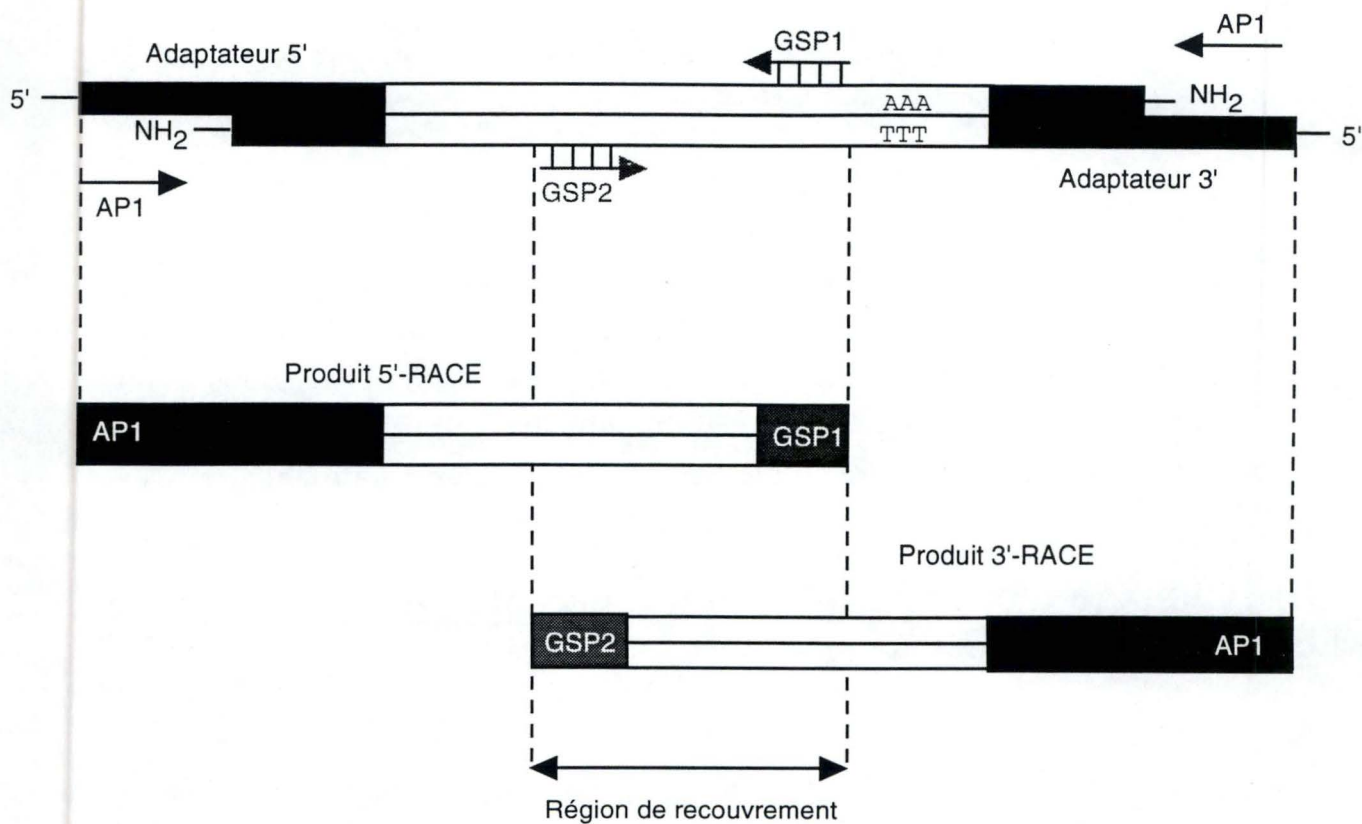 AP1
Adaptateur 5'
GSP1
5'
AAA
NH2
NH2
TTT
5'
GSP2
Adaptateur 3'
AP1
Produit 5'-RACE
AP1
GSP1
Produit 3'-RACE
GSP2
AP1
Région de recouvrement